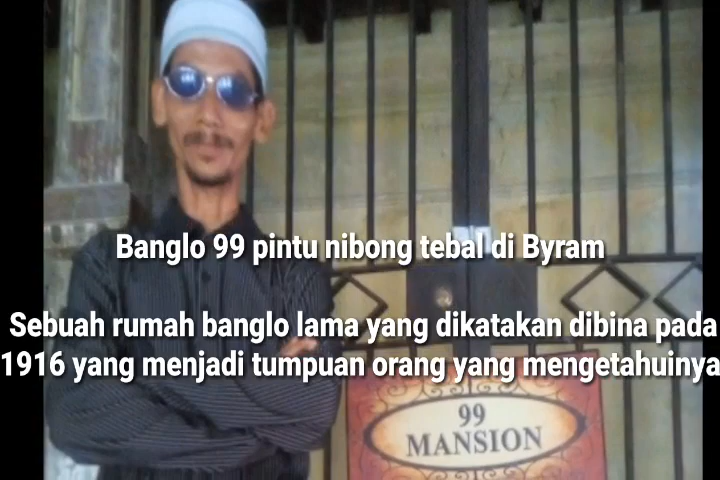 Banglo 99 pintu nibong tebal di Byram
Sebuah rumah banglo lama yang dikatakan dibina pada
1916 yang menjadi tumpuan orang yang mengetahuinya
99
MANSION